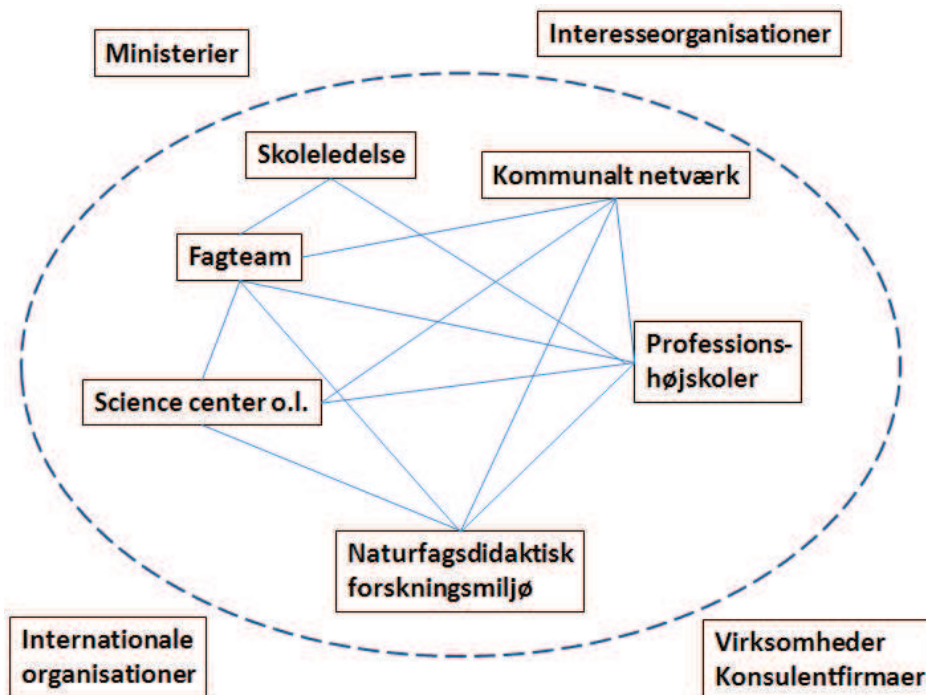 Ministerier
Interesseorganisationer
Skoleledelse
Kommunalt netværk
Fagteam
Professions-
højskoler
Science center o.l.
Naturfagsdidaktisk
forskningsmiljø
Internationale
organisationer
Virksomheder
Konsulentfirmaer